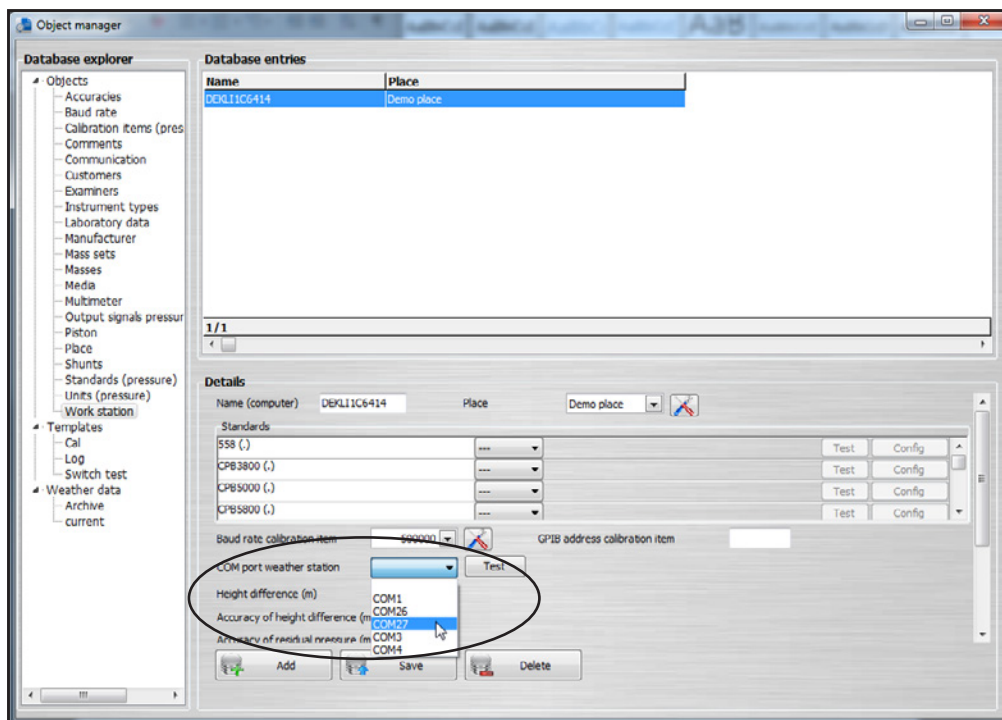 Object manager
Database explorer
Objects
Accuracies
Baud rate
Calibration items (pres
Comments
Communication
Customers
Examiners
Instrument types
Laboratory data
Manufacturer
Mass sets
Masses
Media
Multimeter
Output signals pressur
Piston
Place
Shunts
Standards (pressure)
Units (pressure)
Work station
Templates
Cal
Log
Switch test
Weather data
Archive
current
Database entries
Name Place
DEKLI1C6414 Demo place
1/1
Details
Name (computer) DEKLI1C6414 Place Demo place
Standards
558 (.) --- Test Config
CPB3800 (.) --- Test Config
CPB5000 (.) --- Test Config
CPB5800 (.) --- Test Config
Baud rate calibration item GPIB address calibration item
COM port weather station Test
Height difference (m)
COM1
COM26
Accuracy of height difference (m
COM27
COM3
Accuracy of residual pressure (m
COM4
Add Save Delete